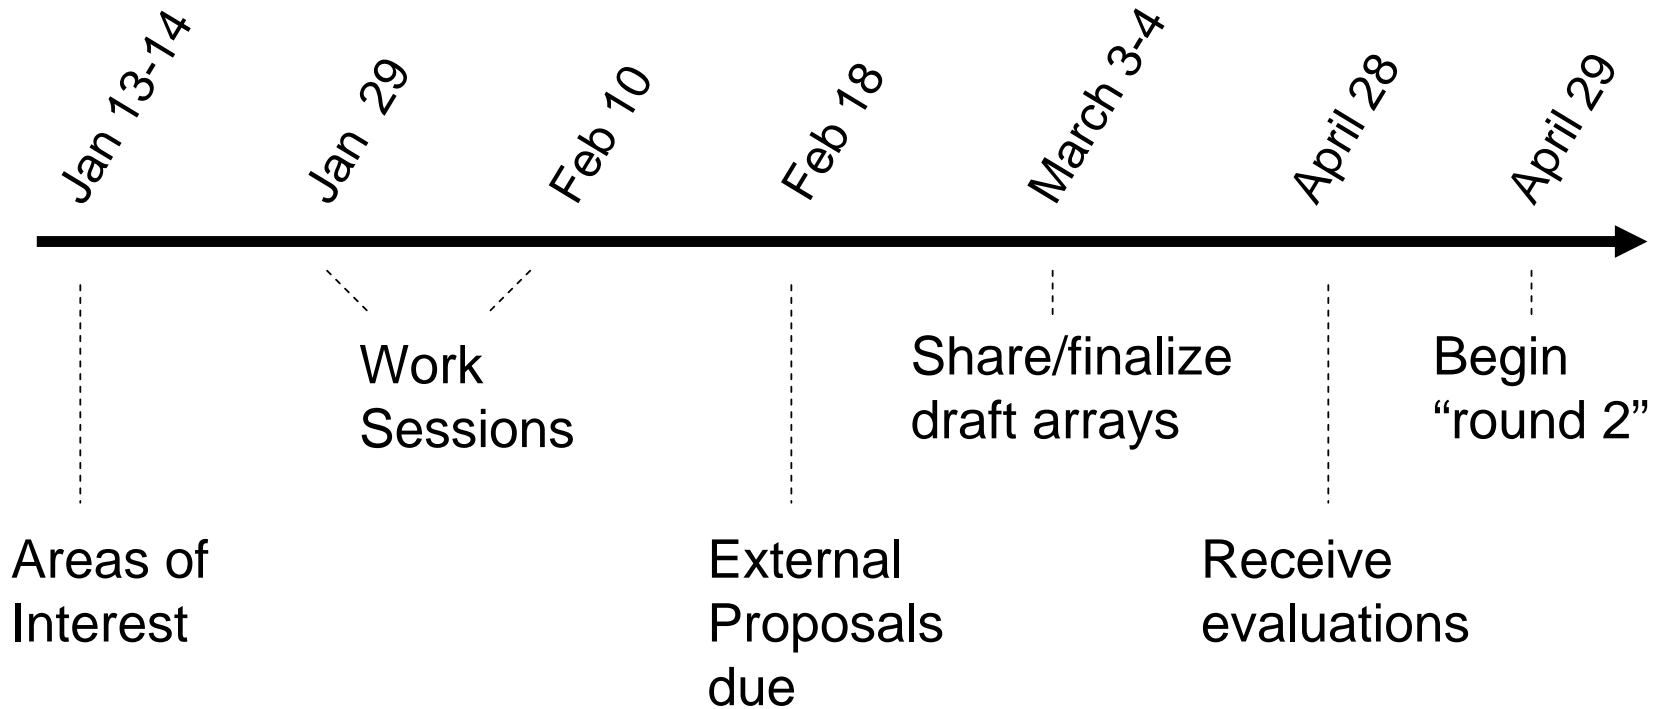 Jan 13-14
Jan 29
Feb 10
Feb 18
March 3-4
April 28
April 29
Work
Sessions
Share/finalize
draft arrays
Begin
“round 2”
Areas of
Interest
External
Proposals
due
Receive
evaluations